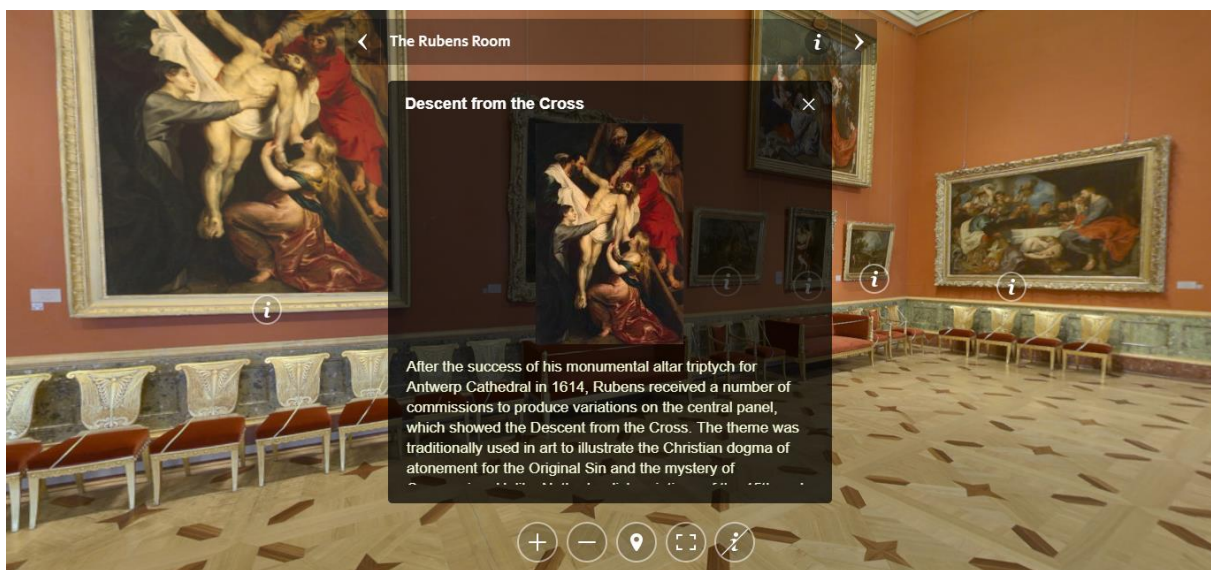 The Rubens Room
Descent from the Cross
After the success of his monumental altar triptych for
Antwerp Cathedral in 1614, Rubens received a number of
commissions to produce variations on the central panel,
which showed the Descent from the Cross. The theme was
traditionally used in art to illustrate the Christian dogma of
atonement for the Original Sin and the mystery of